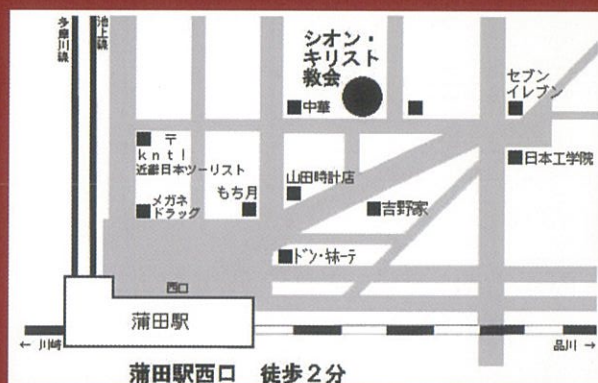 多摩川線
池上線
シオン・
キリスト
教会
セブン
イレブン
中華
〒
knt!
近畿日本ツーリスト
日本工学院
山田時計店
メガネ
ドラッグ
もち月
吉野家
ドン・キホーテ
西口
蒲田駅
← 川崎
品川 →
蒲田駅西口 徒歩２分